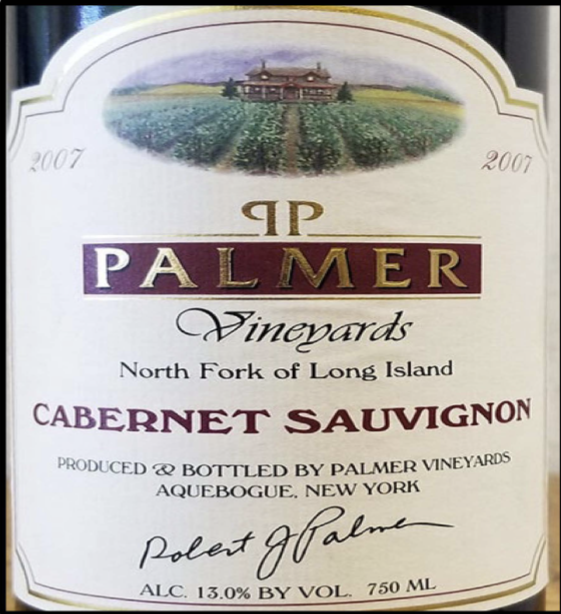 2007 2007
PP
PALMER
Vineyards
North Fork of Long Island
CABERNET SAUVIGNON
PRODUCED & BOTTLED BY PALMER VINEYARDS
AQUEBOGUE, NEW YORK
Robert J Palmer
ALC. 13.0% BY VOL. 750 ML